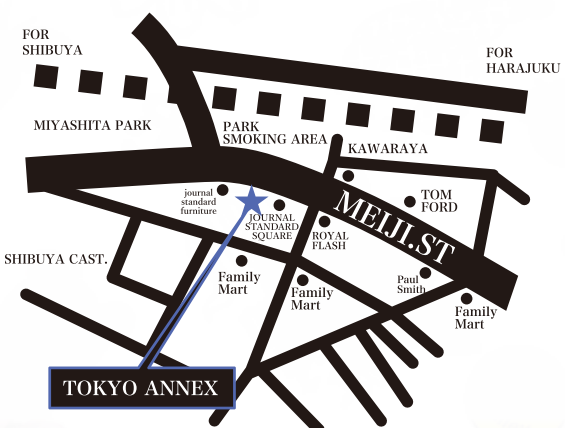 FOR
SHIBUYA
FOR
HARAJUKU
MIYASHITA PARK
PARK
SMOKING AREA
KAWARAYA
journal
standard
furniture
JOURNAL
STANDARD
SQUARE
TOM
FORD
MEIJI.ST
ROYAL
FLASH
SHIBUYA CAST.
Family
Mart
Family
Mart
Paul
Smith
Family
Mart
TOKYO ANNEX